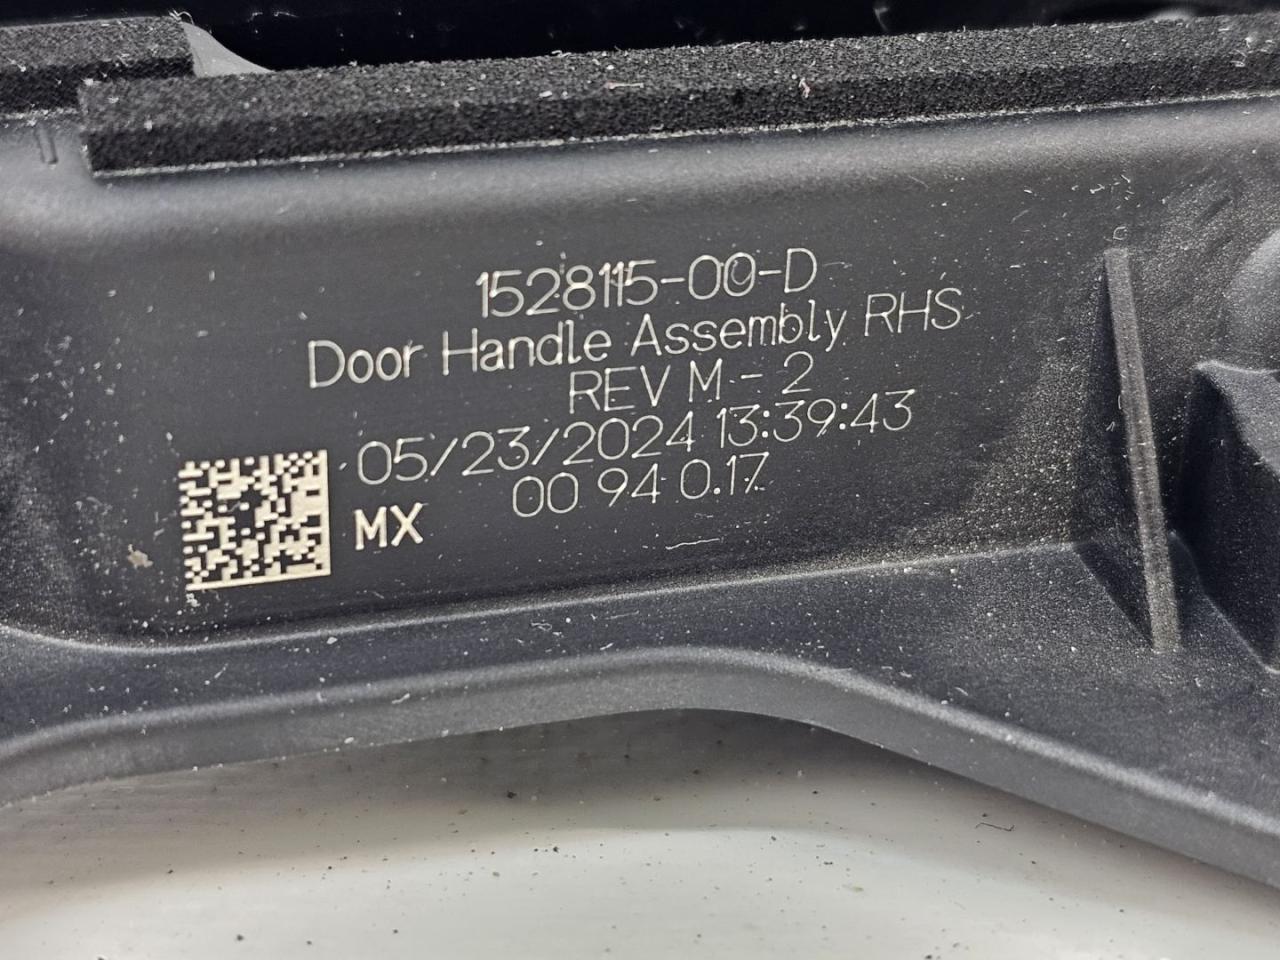 1528115-00-D
Door Handle Assembly RHS
REV M - 2
05/23/2024 13:39:43
MX 00 94 0.17